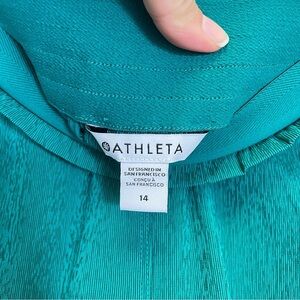 ATHLETA
DESIGNED IN
SAN FRANCISCO
CONÇU À
SAN FRANCISCO
14